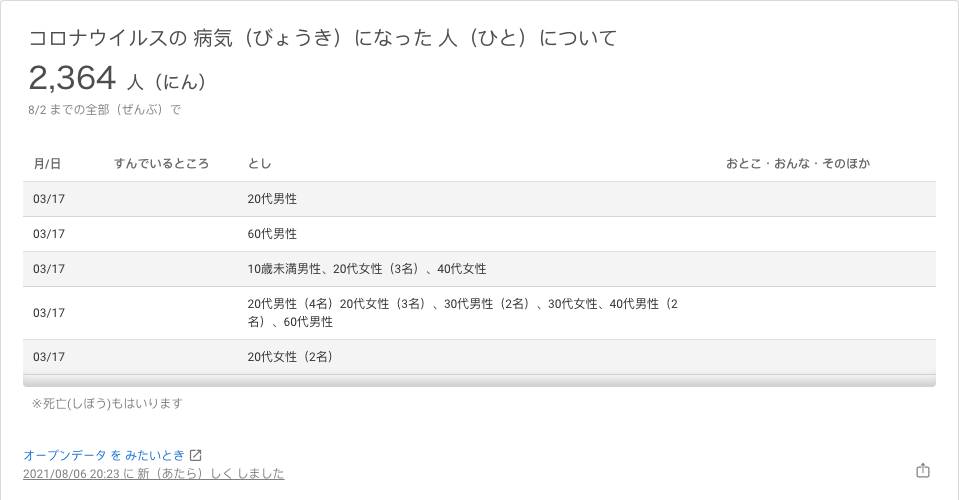 コロナウイルスの 病気（びょうき）になった 人（ひと）について
2,364 人（にん）
8/2 までの全部（ぜんぶ）で
月/日 すんでいるところ とし おとこ・おんな・そのほか
03/17 20代男性
03/17 60代男性
03/17 10歳未満男性、20代女性（3名）、40代女性
03/17 20代男性（4名）20代女性（3名）、30代男性（2名）、30代女性、40代男性（2
名）、60代男性
03/17 20代女性（2名）
※死亡(しぼう)もはいります
オープンデータ を みたいとき
2021/08/06 20:23 に 新（あたら）しく しました